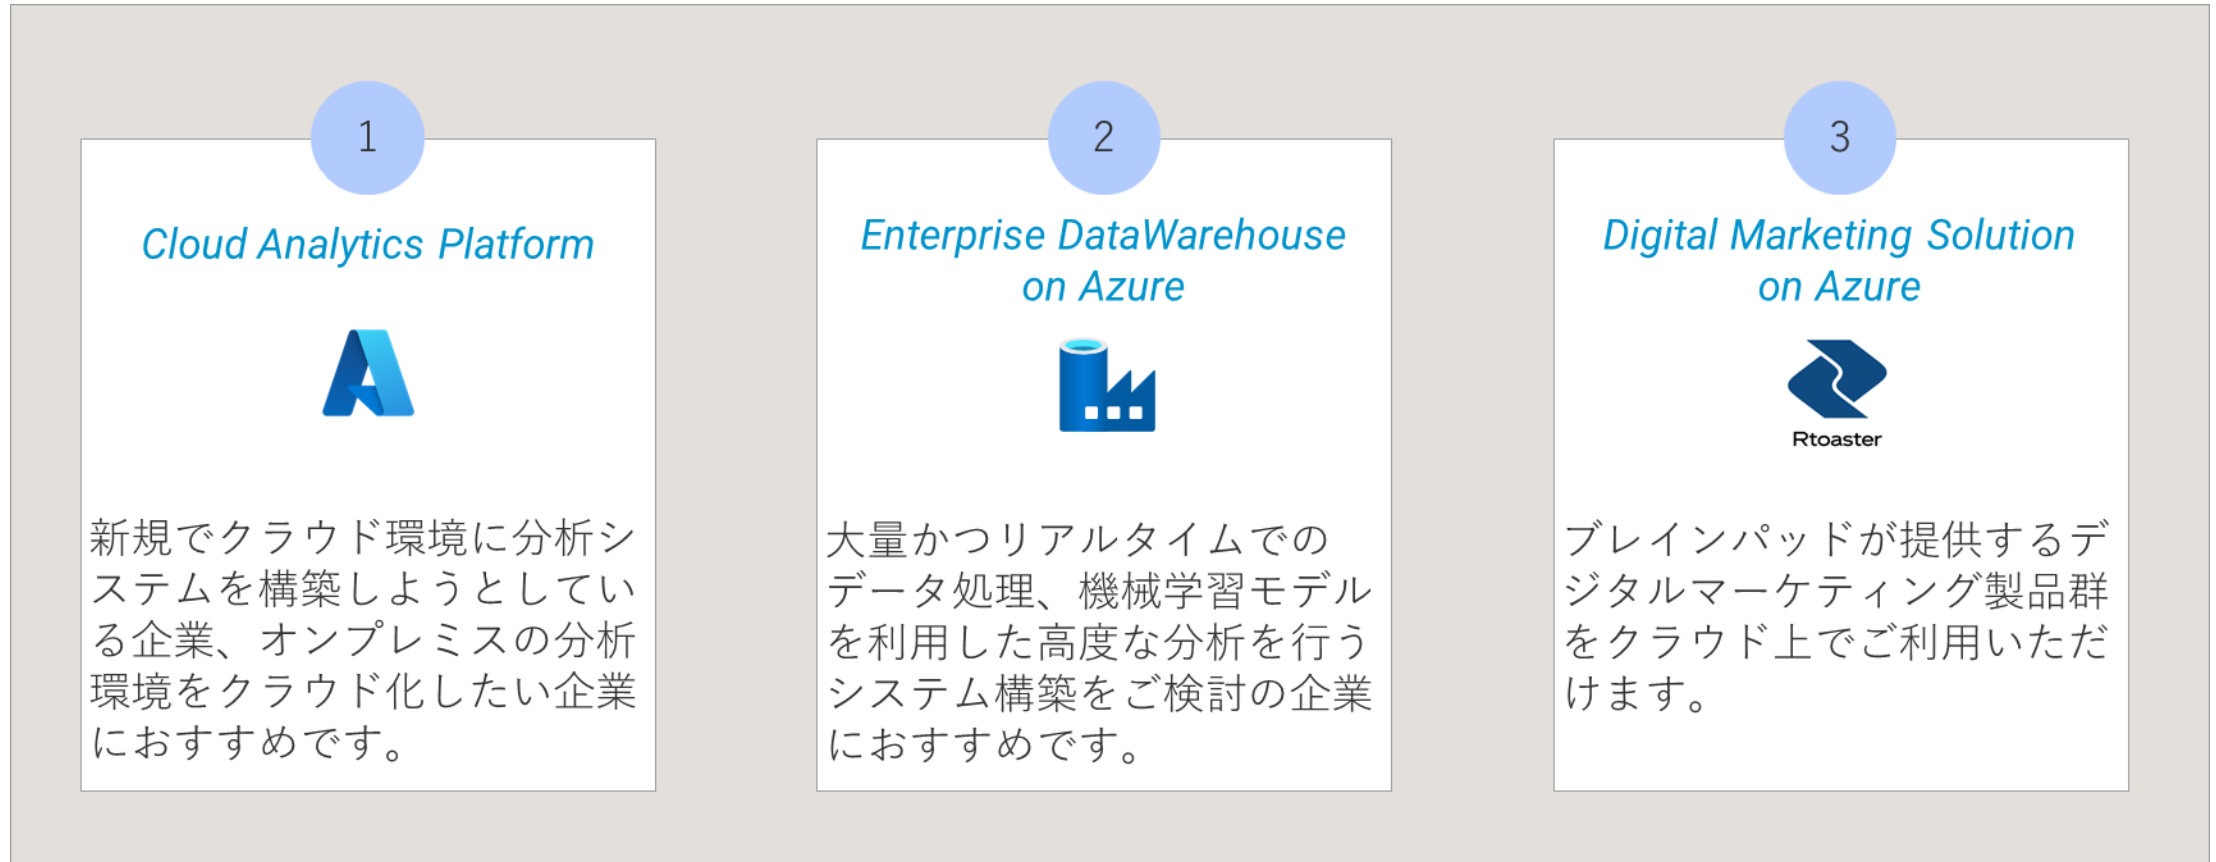 1
Cloud Analytics Platform
新規でクラウド環境に分析シ
ステムを構築しようとしてい
る企業、オンプレミスの分析
環境をクラウド化したい企業
におすすめです。
2
Enterprise DataWarehouse
on Azure
大量かつリアルタイムでの
データ処理、機械学習モデル
を利用した高度な分析を行う
システム構築をご検討の企業
におすすめです。
3
Digital Marketing Solution
on Azure
Rtoaster
ブレインパッドが提供するデ
ジタルマーケティング製品群
をクラウド上でご利用いただ
けます。